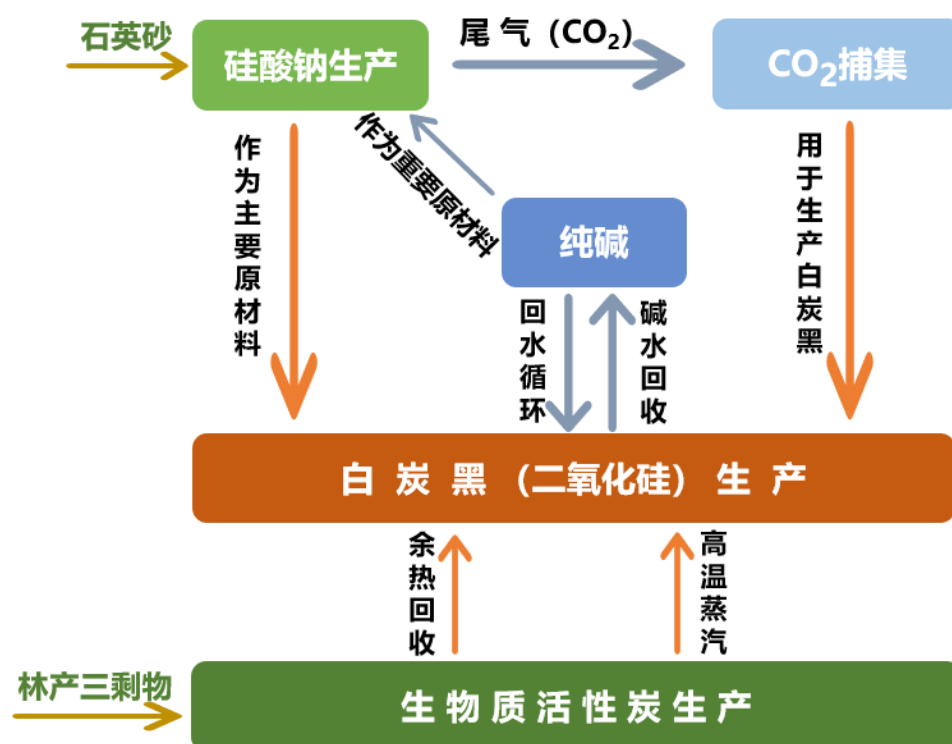 石英砂
硅酸钠生产
尾气（CO₂）
CO₂捕集
作为主要原材料
作为重要原材料
用于生产白炭黑
纯碱
回水循环
碱水回收
白炭黑（二氧化硅）生产
余热回收
高温蒸汽
林产三剩物
生物质活性炭生产